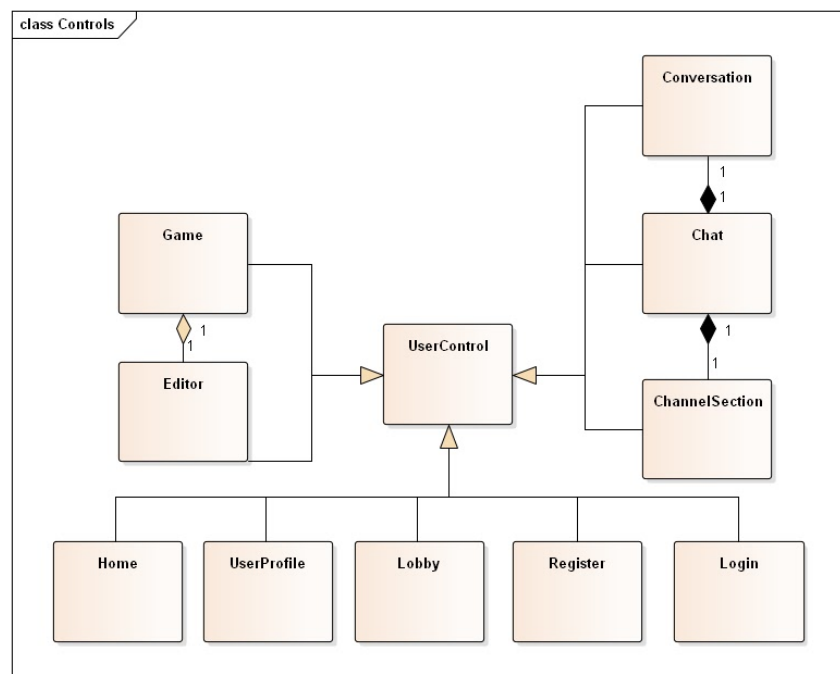 class Controls
Conversation
1
1
Game
Chat
1
1
UserControl
1
Editor
1
ChannelSection
Home
UserProfile
Lobby
Register
Login